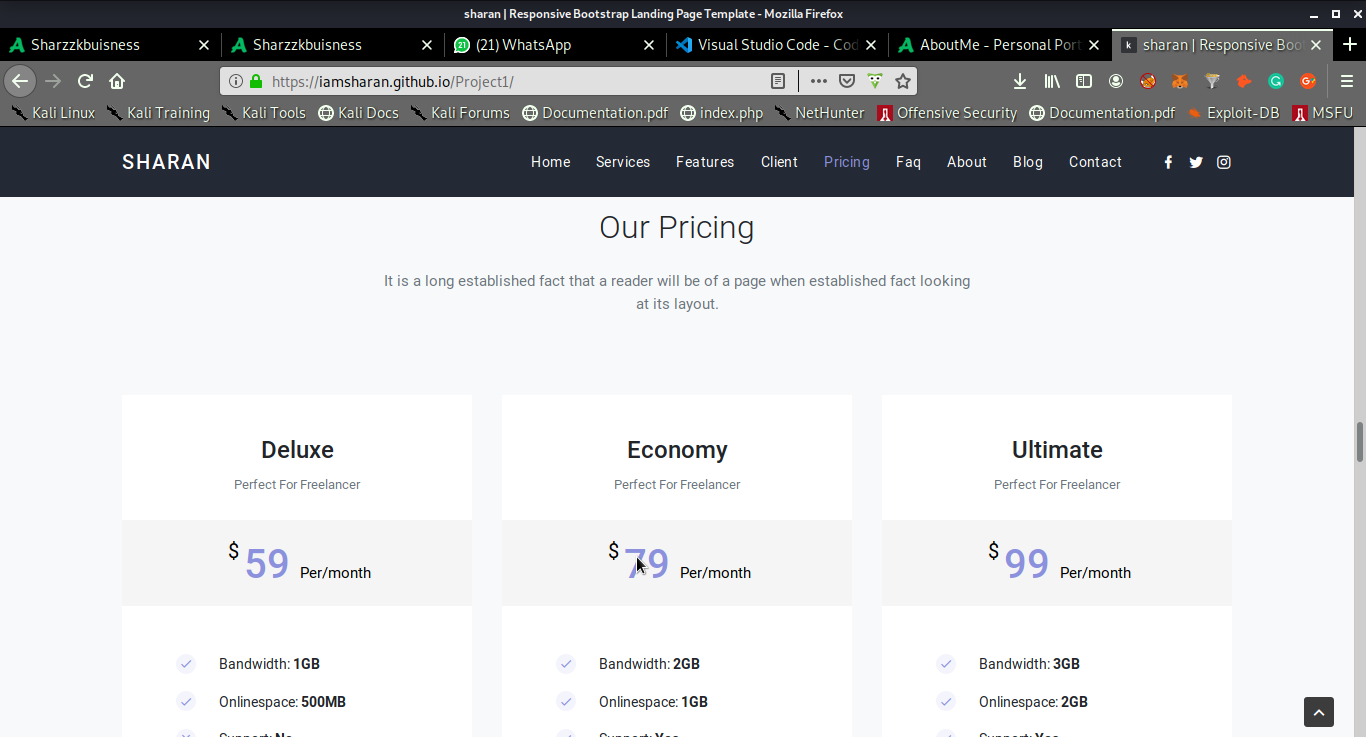 sharan | Responsive Bootstrap Landing Page Template - Mozilla Firefox
Sharzzkbuisness
Sharzzkbuisness
(21) WhatsApp
Visual Studio Code - Cod
AboutMe - Personal Port
sharan | Responsive Boo
https://iamsharan.github.io/Project1/
Kali Linux
Kali Training
Kali Tools
Kali Docs
Kali Forums
Documentation.pdf
index.php
NetHunter
Offensive Security
Documentation.pdf
Exploit-DB
MSFU
SHARAN
Home
Services
Features
Client
Pricing
Faq
About
Blog
Contact
Our Pricing
It is a long established fact that a reader will be of a page when established fact looking
at its layout.
Deluxe
Perfect For Freelancer
$ 59 Per/month
Bandwidth: 1GB
Onlinespace: 500MB
Support: No
Economy
Perfect For Freelancer
$ 79 Per/month
Bandwidth: 2GB
Onlinespace: 1GB
Support: Yes
Ultimate
Perfect For Freelancer
$ 99 Per/month
Bandwidth: 3GB
Onlinespace: 2GB
Support: Yes